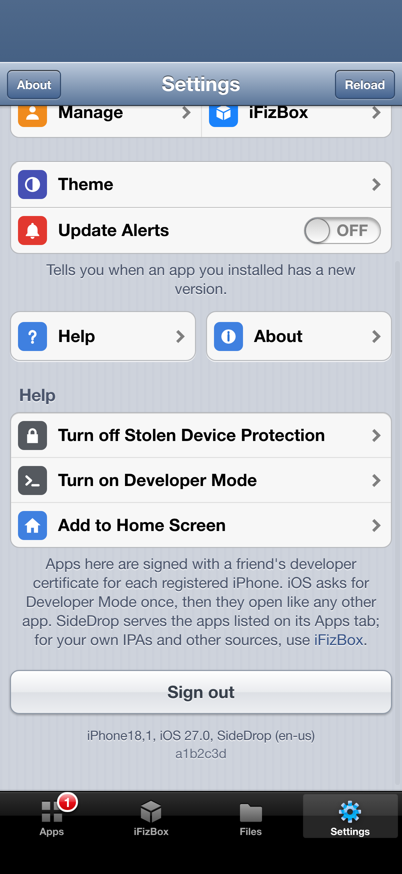 About
Settings
Reload
Manage
iFizBox
Theme
Update Alerts
OFF
Tells you when an app you installed has a new
version.
Help
About
Help
Turn off Stolen Device Protection
Turn on Developer Mode
Add to Home Screen
Apps here are signed with a friend's developer
certificate for each registered iPhone. iOS asks for
Developer Mode once, then they open like any other
app. SideDrop serves the apps listed on its Apps tab;
for your own IPAs and other sources, use iFizBox.
Sign out
iPhone18,1, iOS 27.0, SideDrop (en-us)
a1b2c3d
1
Apps
iFizBox
Files
Settings